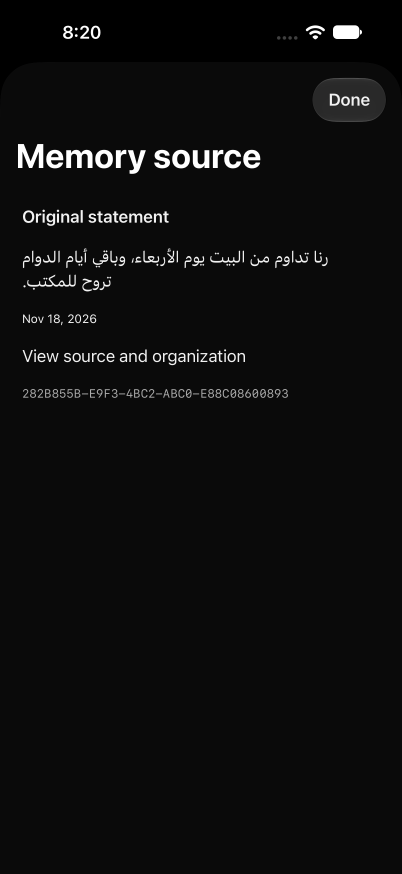 8:20
Done
Memory source
Original statement
رنا تداوم من البيت يوم الأربعاء، وباقي أيام الدوام
تروح للمكتب.
Nov 18, 2026
View source and organization
282B855B-E9F3-4BC2-ABC0-E88C08600893